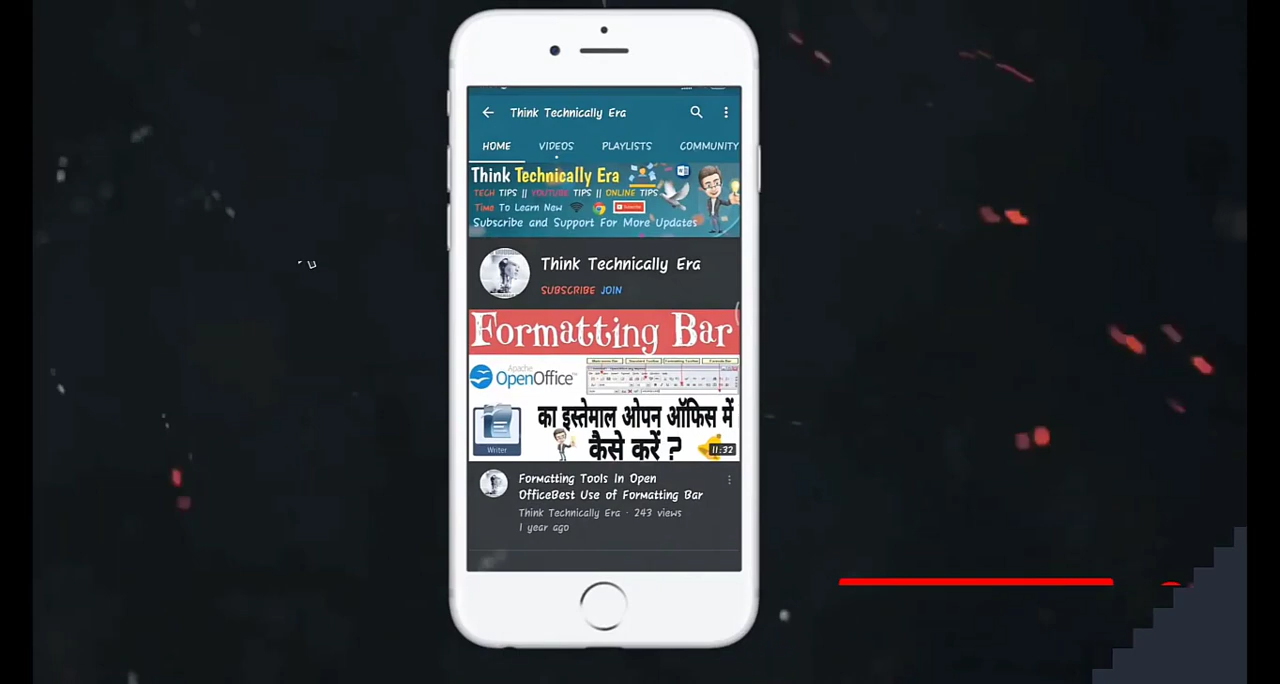 Think Technically Era
HOME VIDEOS PLAYLISTS COMMUNITY
Think Technically Era
TECH TIPS || YOUTUBE TIPS || ONLINE TIPS
Time To Learn New
Subscribe and Support For More Updates
Think Technically Era
SUBSCRIBE JOIN
Formatting Bar
Apache
OpenOffice
का इस्तेमाल ओपन ऑफिस में
कैसे करें ?
Writer
11:32
Formatting Tools In Open
OfficeBest Use of Formatting Bar
Think Technically Era · 243 views
1 year ago